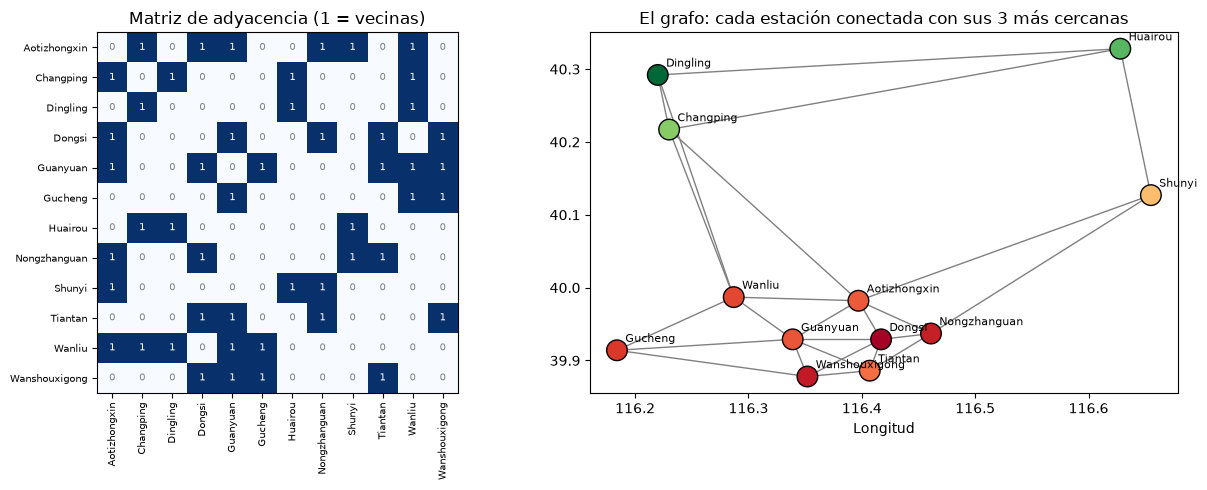 Matriz de adyacencia (1 = vecinas)
Aotizhongxin 0 1 0 1 1 0 0 1 1 0 1 0
Changping 1 0 1 0 0 0 1 0 0 0 1 0
Dingling 0 1 0 0 0 0 1 0 0 0 1 0
Dongsi 1 0 0 0 1 0 0 1 0 1 0 1
Guanyuan 1 0 0 1 0 1 0 0 0 1 1 1
Gucheng 0 0 0 0 1 0 0 0 0 0 1 1
Huairou 0 1 1 0 0 0 0 0 1 0 0 0
Nongzhanguan 1 0 0 1 0 0 0 0 1 1 0 0
Shunyi 1 0 0 0 0 0 1 1 0 0 0 0
Tiantan 0 0 0 1 1 0 0 1 0 0 0 1
Wanliu 1 1 1 0 1 1 0 0 0 0 0 0
Wanshouxigong 0 0 0 1 1 1 0 0 0 1 0 0
Aotizhongxin
Changping
Dingling
Dongsi
Guanyuan
Gucheng
Huairou
Nongzhanguan
Shunyi
Tiantan
Wanliu
Wanshouxigong
El grafo: cada estación conectada con sus 3 más cercanas
40.3
40.2
40.1
40.0
39.9
Huairou
Dingling
Changping
Shunyi
Wanliu
Aotizhongxin
Nongzhanguan
Guanyuan
Dongsi
Gucheng
Tiantan
Wanshouxigong
116.2 116.3 116.4 116.5 116.6
Longitud